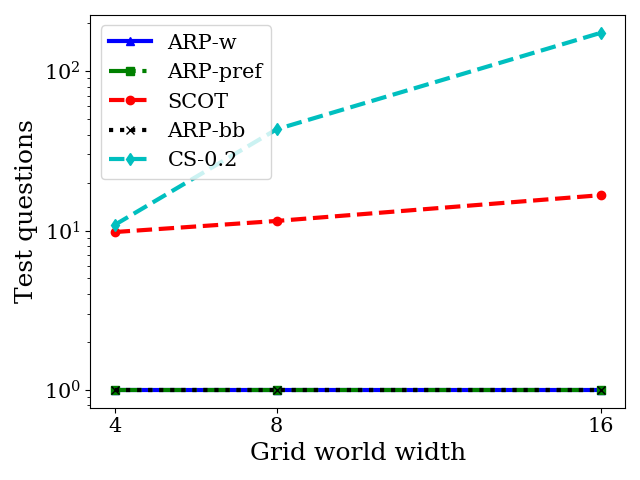 ARP-w
ARP-pref
SCOT
ARP-bb
CS-0.2
10²
10¹
10⁰
Test questions
4
8
16
Grid world width